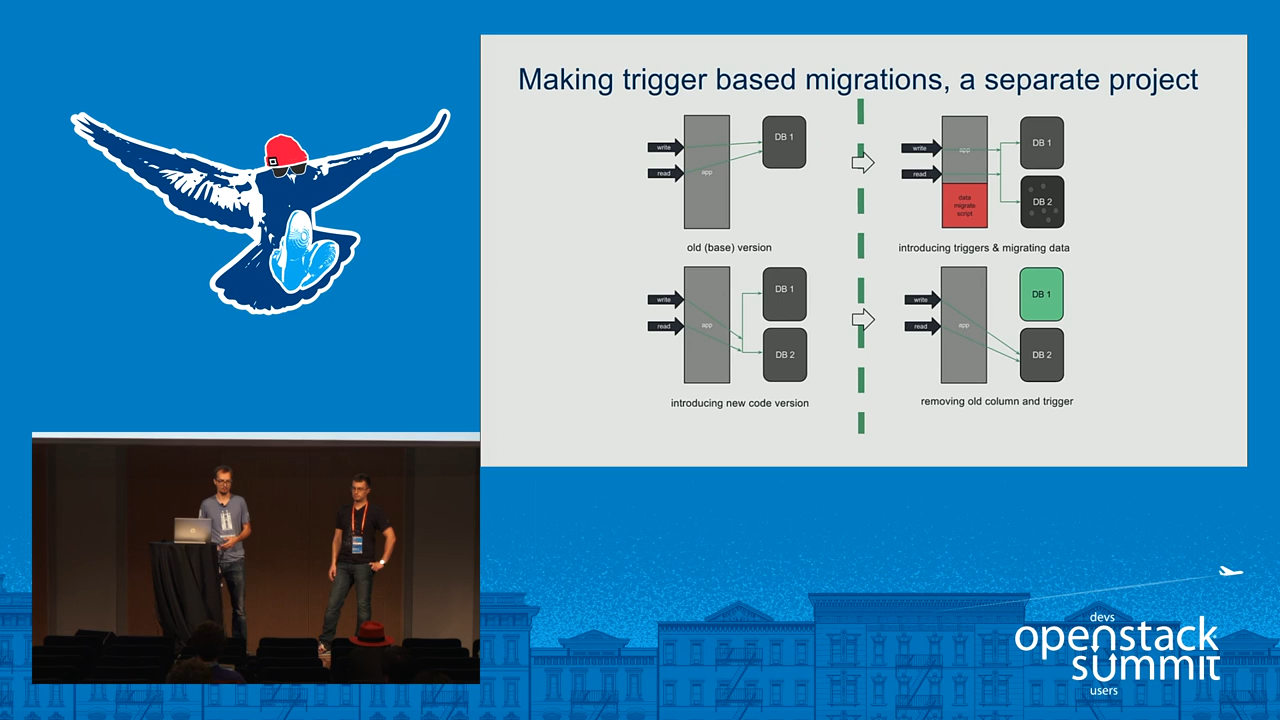 Making trigger based migrations, a separate project
write
read
app
DB 1
old (base) version
write
read
app
data
migrate
script
DB 1
DB 2
introducing triggers & migrating data
write
read
app
DB 1
DB 2
introducing new code version
write
read
app
DB 1
DB 2
removing old column and trigger
devs
openstack
summit
users